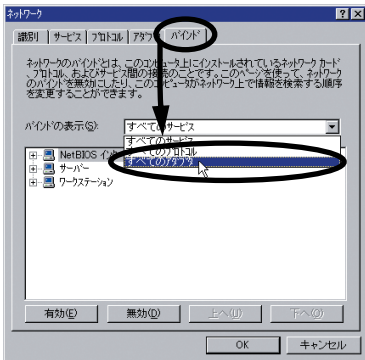 ネットワーク
識別 サービス プロトコル アダプタ バインド
ネットワークのバインドとは、このコンピュータ上にインストールされているネットワーク カード
、プロトコル、およびサービス間の接続のことです。このページを使って、ネットワーク
のバインドを無効にしたり、このコンピュータがネットワーク上で情報を検索する順序
を変更することができます。
バインドの表示(S): すべてのサービス
すべてのサービス
すべてのプロトコル
すべてのアダプタ
NetBIOS
サーバー
ワークステーション
有効(E) 無効(D) 上へ(U) 下へ(O)
OK キャンセル